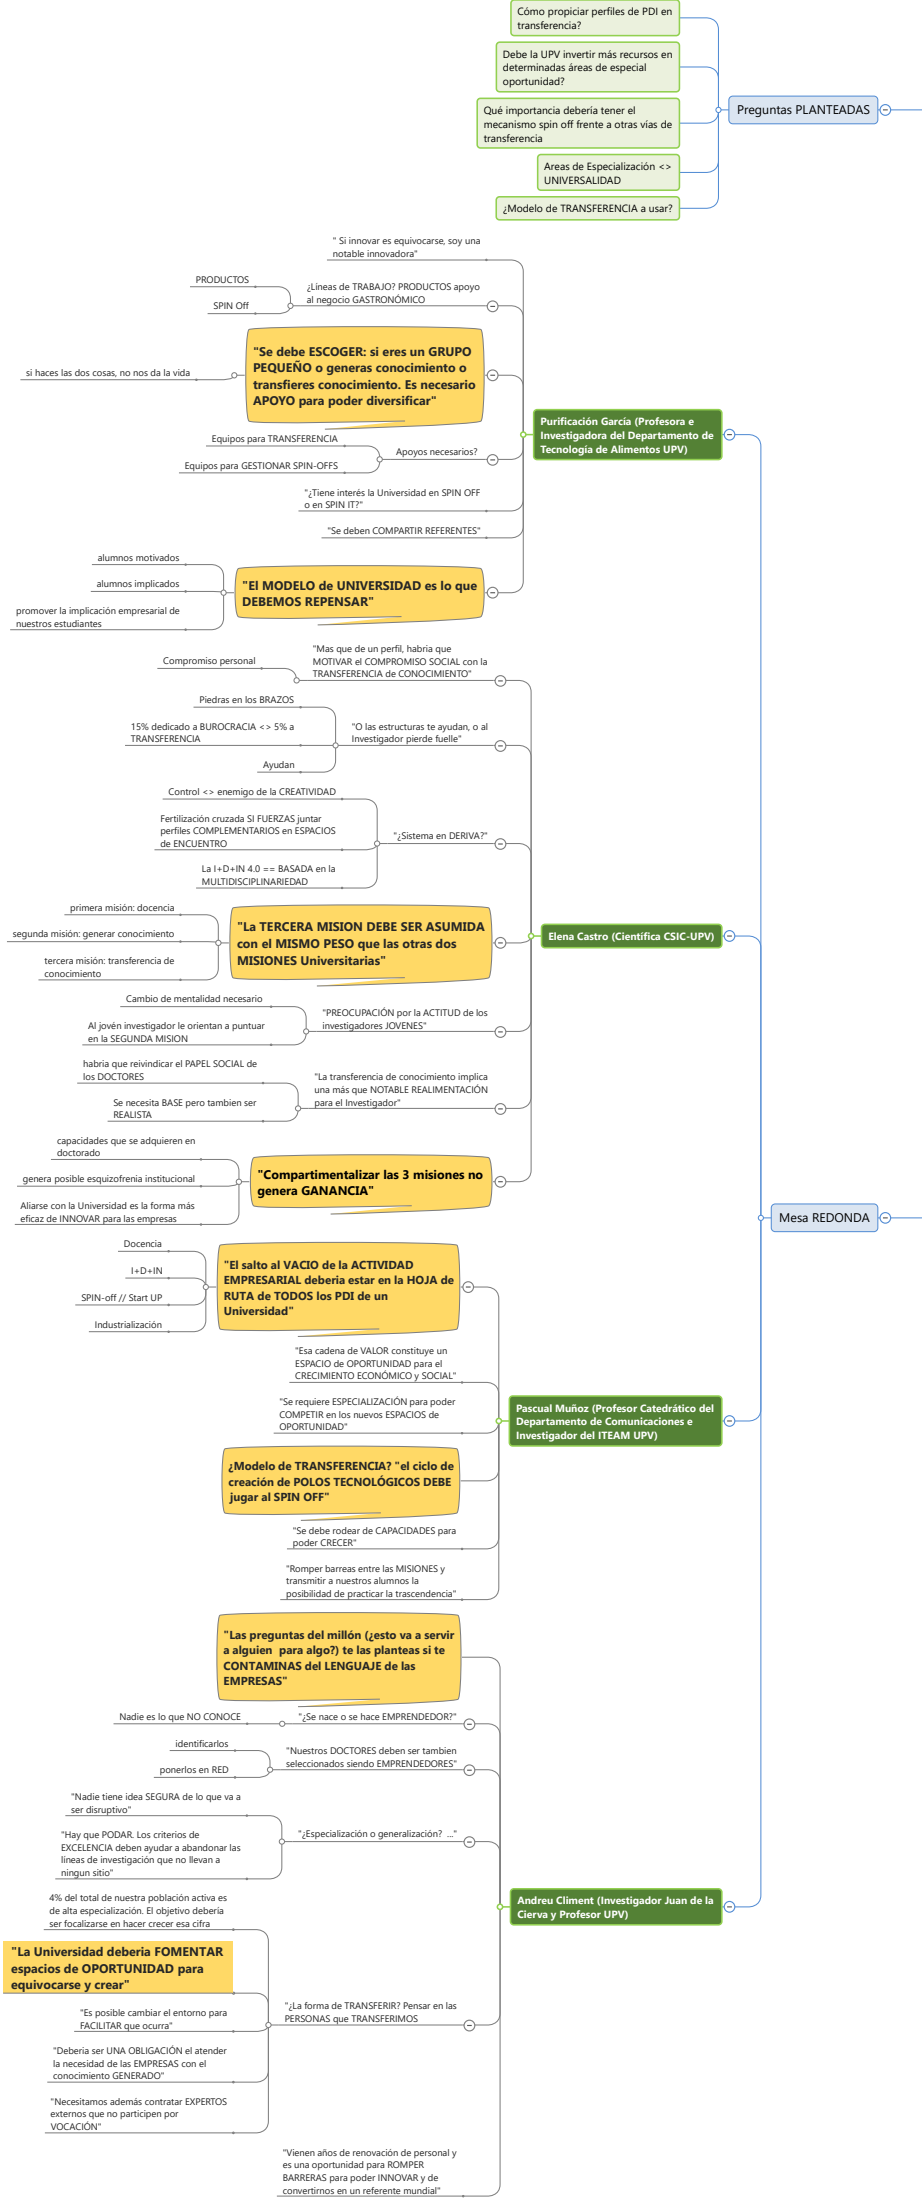 Cómo propiciar perfiles de PDI en
transferencia?
Debe la UPV invertir más recursos en
determinadas áreas de especial
oportunidad?
Qué importancia debería tener el
mecanismo spin off frente a otras vías de
transferencia
Areas de Especialización <>
UNIVERSALIDAD
¿Modelo de TRANSFERENCIA a usar?
Preguntas PLANTEADAS
" Si innovar es equivocarse, soy una
notable innovadora"
PRODUCTOS
SPIN Off
¿Líneas de TRABAJO? PRODUCTOS apoyo
al negocio GASTRONÓMICO
si haces las dos cosas, no nos da la vida
"Se debe ESCOGER: si eres un GRUPO
PEQUEÑO o generas conocimiento o
transfieres conocimiento. Es necesario
APOYO para poder diversificar"
Equipos para TRANSFERENCIA
Equipos para GESTIONAR SPIN-OFFS
Apoyos necesarios?
"¿Tiene interés la Universidad en SPIN OFF
o en SPIN IT?"
"Se deben COMPARTIR REFERENTES"
alumnos motivados
alumnos implicados
promover la implicación empresarial de
nuestros estudiantes
"El MODELO de UNIVERSIDAD es lo que
DEBEMOS REPENSAR"
Purificación García (Profesora e
Investigadora del Departamento de
Tecnología de Alimentos UPV)
Compromiso personal
"Mas que de un perfil, habria que
MOTIVAR el COMPROMISO SOCIAL con la
TRANSFERENCIA de CONOCIMIENTO"
Piedras en los BRAZOS
15% dedicado a BUROCRACIA <> 5% a
TRANSFERENCIA
Ayudan
"O las estructuras te ayudan, o al
Investigador pierde fuelle"
Control <> enemigo de la CREATIVIDAD
Fertilización cruzada SI FUERZAS juntar
perfiles COMPLEMENTARIOS en ESPACIOS
de ENCUENTRO
La I+D+IN 4.0 == BASADA en la
MULTIDISCIPLINARIEDAD
"¿Sistema en DERIVA?"
primera misión: docencia
segunda misión: generar conocimiento
tercera misión: transferencia de
conocimiento
"La TERCERA MISION DEBE SER ASUMIDA
con el MISMO PESO que las otras dos
MISIONES Universitarias"
Cambio de mentalidad necesario
Al jovén investigador le orientan a puntuar
en la SEGUNDA MISION
"PREOCUPACIÓN por la ACTITUD de los
investigadores JOVENES"
habria que reivindicar el PAPEL SOCIAL de
los DOCTORES
Se necesita BASE pero tambien ser
REALISTA
"La transferencia de conocimiento implica
una más que NOTABLE REALIMENTACIÓN
para el Investigador"
capacidades que se adquieren en
doctorado
genera posible esquizofrenia institucional
Aliarse con la Universidad es la forma más
eficaz de INNOVAR para las empresas
"Compartimentalizar las 3 misiones no
genera GANANCIA"
Elena Castro (Científica CSIC-UPV)
Mesa REDONDA
Docencia
I+D+IN
SPIN-off // Start UP
Industrialización
"El salto al VACIO de la ACTIVIDAD
EMPRESARIAL deberia estar en la HOJA de
RUTA de TODOS los PDI de un
Universidad"
"Esa cadena de VALOR constituye un
ESPACIO de OPORTUNIDAD para el
CRECIMIENTO ECONÓMICO y SOCIAL"
"Se requiere ESPECIALIZACIÓN para poder
COMPETIR en los nuevos ESPACIOS de
OPORTUNIDAD"
¿Modelo de TRANSFERENCIA? "el ciclo de
creación de POLOS TECNOLÓGICOS DEBE
jugar al SPIN OFF"
"Se debe rodear de CAPACIDADES para
poder CRECER"
"Romper barreas entre las MISIONES y
transmitir a nuestros alumnos la
posibilidad de practicar la trascendencia"
Pascual Muñoz (Profesor Catedrático del
Departamento de Comunicaciones e
Investigador del ITEAM UPV)
"Las preguntas del millón (¿esto va a servir
a alguien  para algo?) te las planteas si te
CONTAMINAS del LENGUAJE de las
EMPRESAS"
Nadie es lo que NO CONOCE
"¿Se nace o se hace EMPRENDEDOR?"
identificarlos
ponerlos en RED
"Nuestros DOCTORES deben ser tambien
seleccionados siendo EMPRENDEDORES"
"Nadie tiene idea SEGURA de lo que va a
ser disruptivo"
"Hay que PODAR. Los criterios de
EXCELENCIA deben ayudar a abandonar las
líneas de investigación que no llevan a
ningun sitio"
"¿Especialización o generalización?  ..."
4% del total de nuestra población activa es
de alta especialización. El objetivo debería
ser focalizarse en hacer crecer esa cifra
"La Universidad deberia FOMENTAR
espacios de OPORTUNIDAD para
equivocarse y crear"
"Es posible cambiar el entorno para
FACILITAR que ocurra"
"Deberia ser UNA OBLIGACIÓN el atender
la necesidad de las EMPRESAS con el
conocimiento GENERADO"
"Necesitamos además contratar EXPERTOS
externos que no participen por
VOCACIÓN"
"¿La forma de TRANSFERIR? Pensar en las
PERSONAS que TRANSFERIMOS
"Vienen años de renovación de personal y
es una oportunidad para ROMPER
BARRERAS para poder INNOVAR y de
convertirnos en un referente mundial"
Andreu Climent (Investigador Juan de la
Cierva y Profesor UPV)